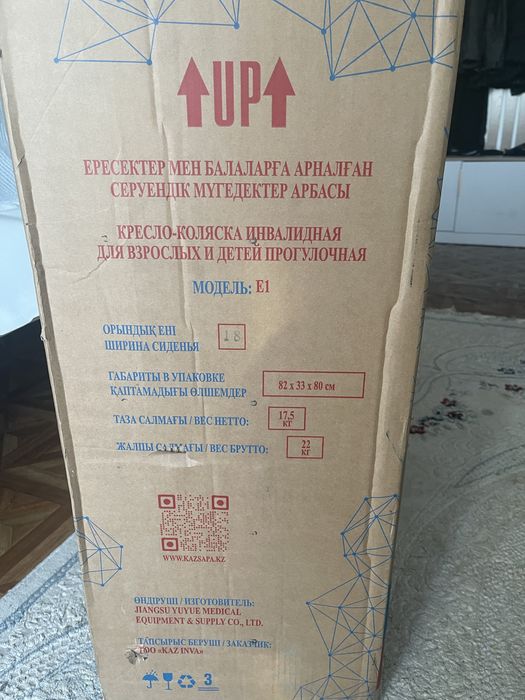 UP
ЕРЕСЕКТЕР МЕН БАЛАЛАРҒА АРНАЛҒАН
СЕРУЕНДІК МҮГЕДЕКТЕР АРБАСЫ
КРЕСЛО-КОЛЯСКА ИНВАЛИДНАЯ
ДЛЯ ВЗРОСЛЫХ И ДЕТЕЙ ПРОГУЛОЧНАЯ
МОДЕЛЬ: E1
ОРЫНДЫҚ ЕНІ
ШИРИНА СИДЕНЬЯ
18
ГАБАРИТЫ В УПАКОВКЕ
ҚАПТАМАДАҒЫ ӨЛШЕМДЕР
82 x 33 x 80 см
ТАЗА САЛМАҒЫ / ВЕС НЕТТО:
17,5
КГ
ЖАЛПЫ САЛМАҒЫ / ВЕС БРУТТО:
22
КГ
WWW.KAZSAPA.KZ
ӨНДІРУШІ / ИЗГОТОВИТЕЛЬ:
JIANGSU YUYUE MEDICAL
EQUIPMENT & SUPPLY CO., LTD.
ТАПСЫРЫС БЕРУШІ / ЗАКАЗЧИК:
ТОО «KAZ INVA»
3